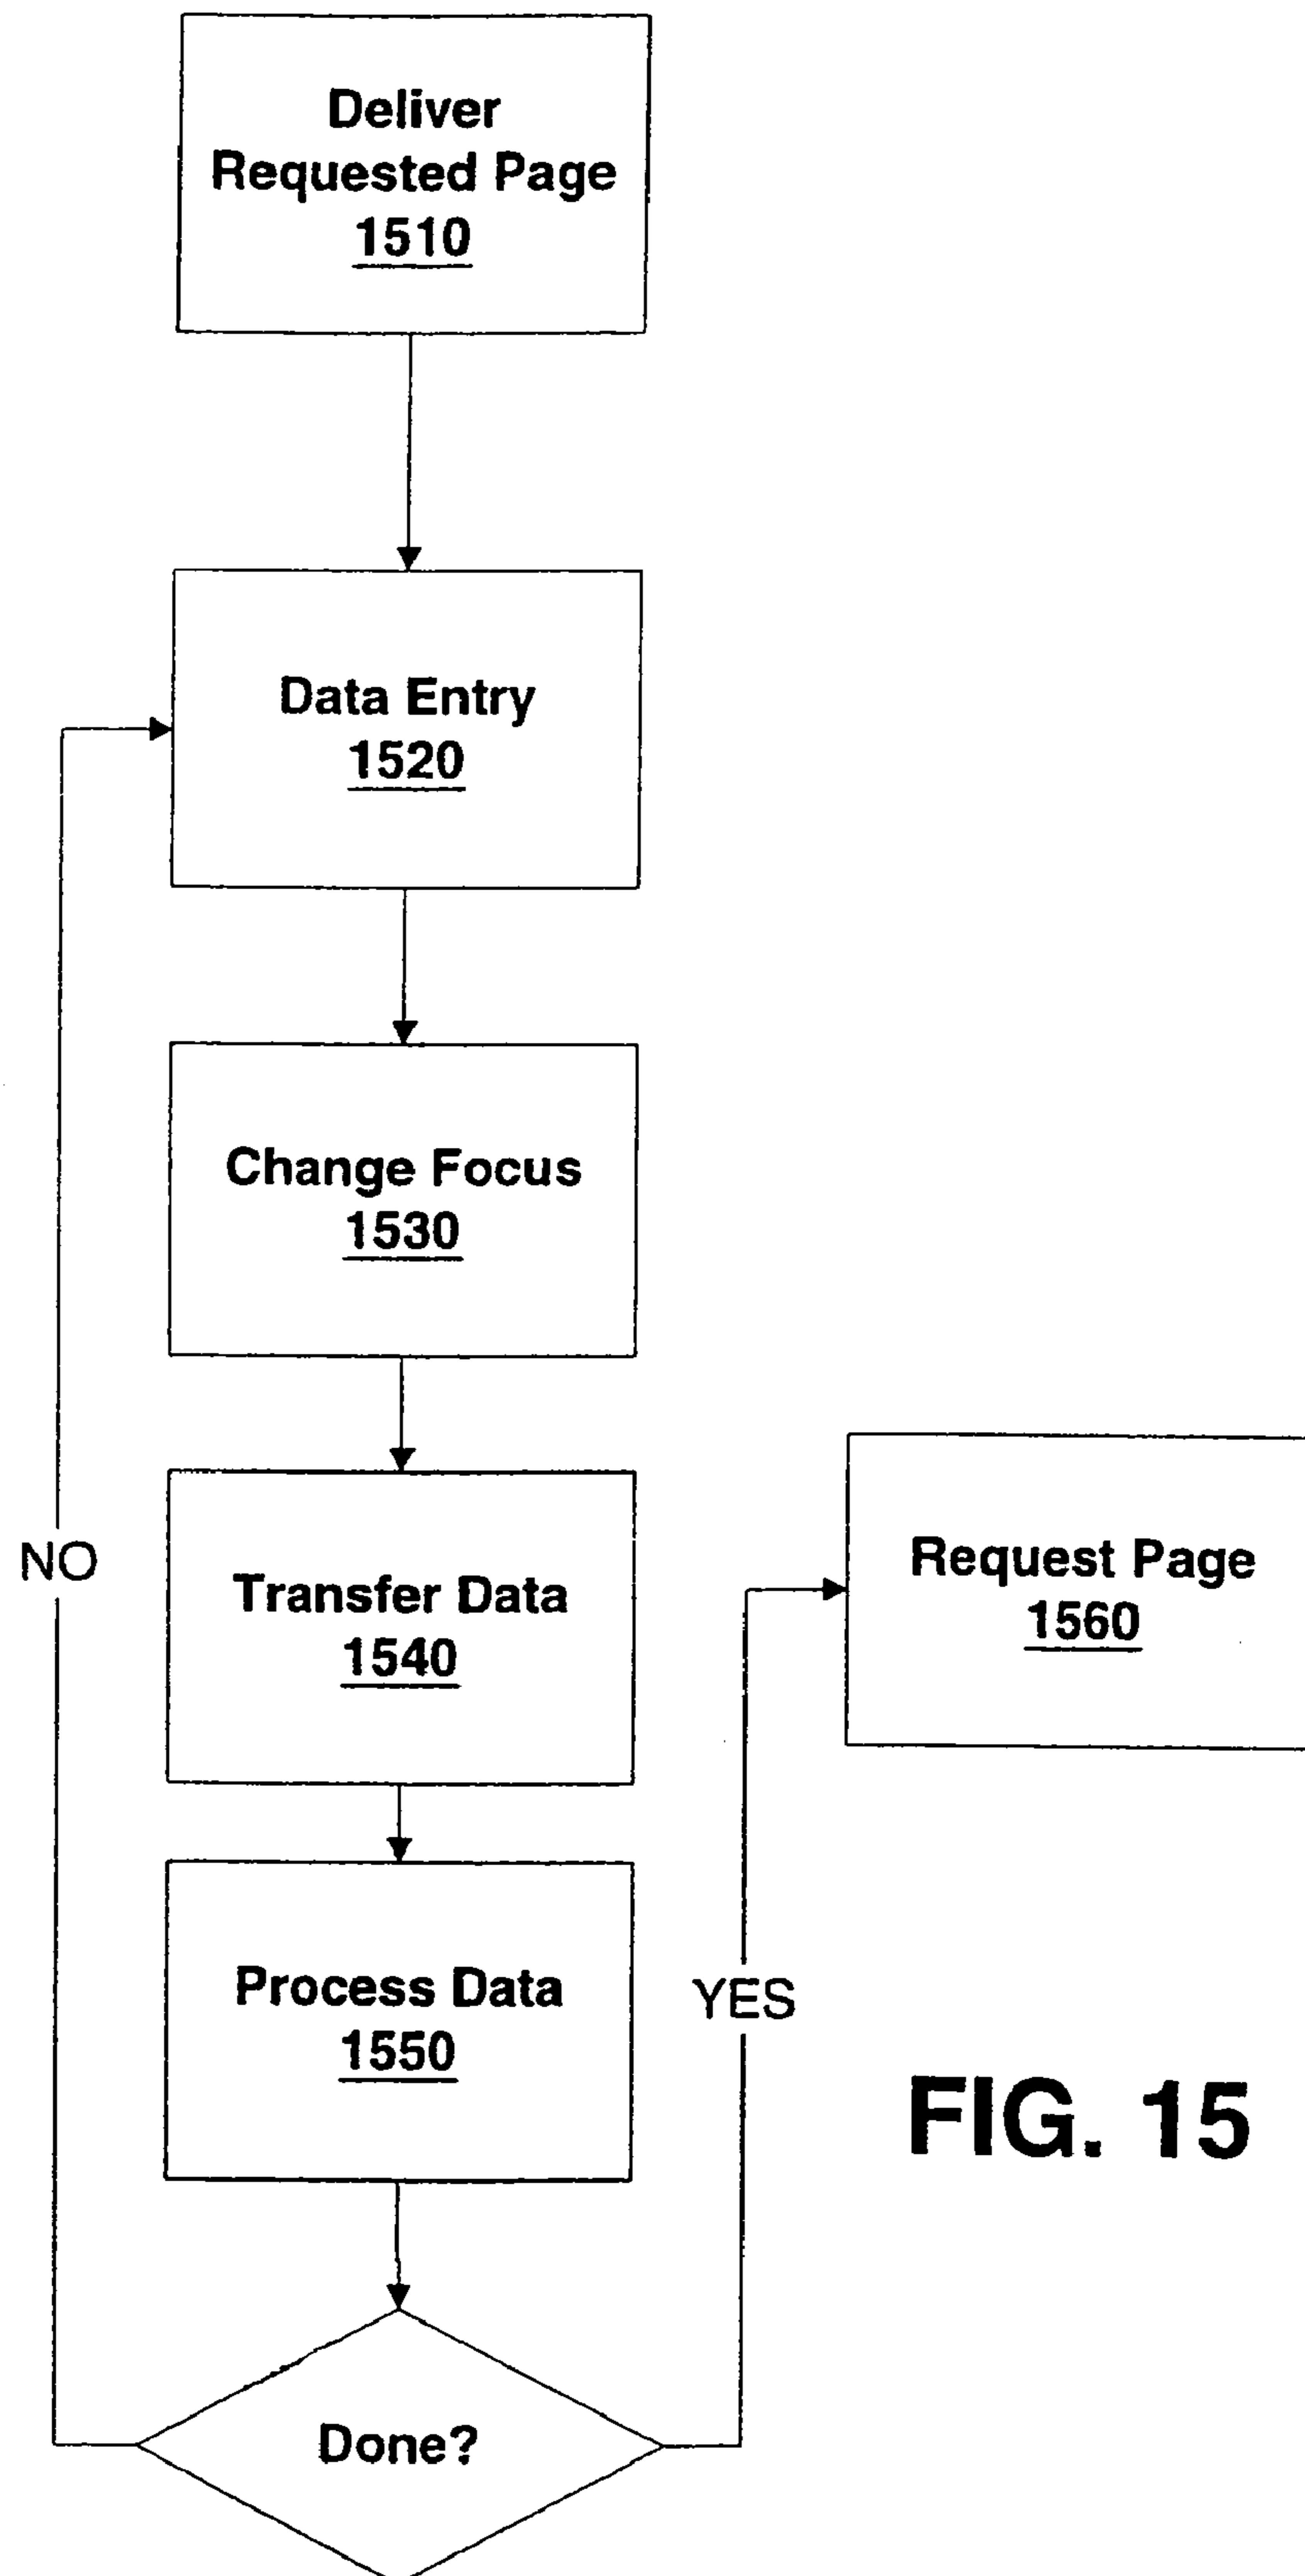 Deliver
Requested Page
1510
Data Entry
1520
Change Focus
1530
Transfer Data
1540
Process Data
1550
Done?
NO
YES
Request Page
1560
FIG. 15